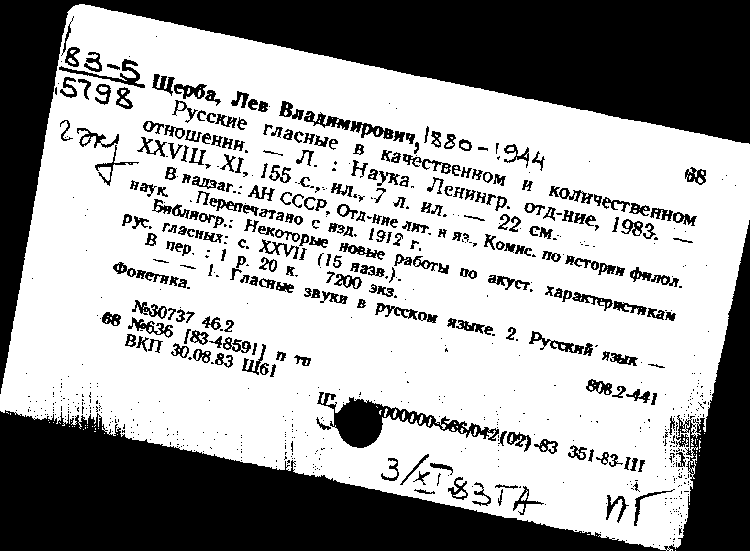 83-5
5798
2 экз
Щерба, Лев Владимирович, 1880-1944
Русские гласные в качественном и количественном 68
отношении. — Л. : Наука. Ленингр. отд-ние, 1983. —
XXVIII, XI, 155 с., ил., 7 л. ил. — 22 см.
В надзаг.: АН СССР, Отд-ние лит. и яз., Комис. по истории филол.
наук. Перепечатано с изд. 1912 г.
Библиогр.: Некоторые новые работы по акуст. характеристикам
рус. гласных: с. XXVII (15 назв.).
В пер. : 1 р. 20 к. 7200 экз.
— — 1. Гласные звуки в русском языке. 2. Русский язык —
Фонетика.
№30737 46.2
68 №636 [83-48591] п то
ВКП 30.08.83 Щ61
808.2-441
000000-566/042(02)-83 351-83-III
3/XI 83 ТА
пГ